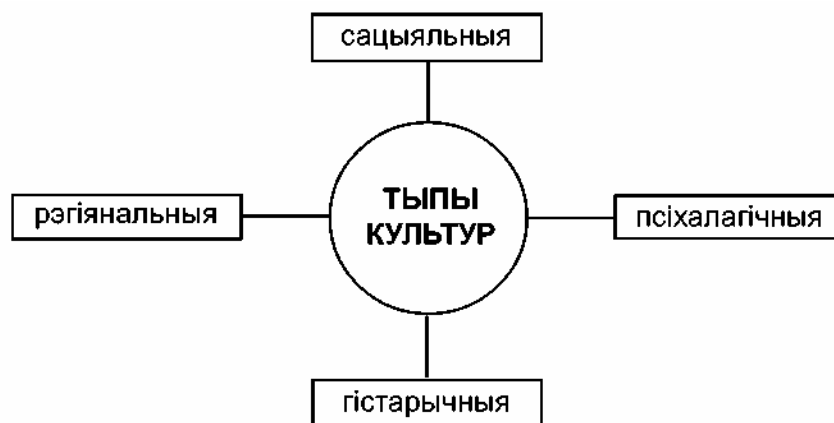 сацыяльныя
рэгіянальныя
ТЫПЫ
КУЛЬТУР
псіхалагічныя
гістарычныя